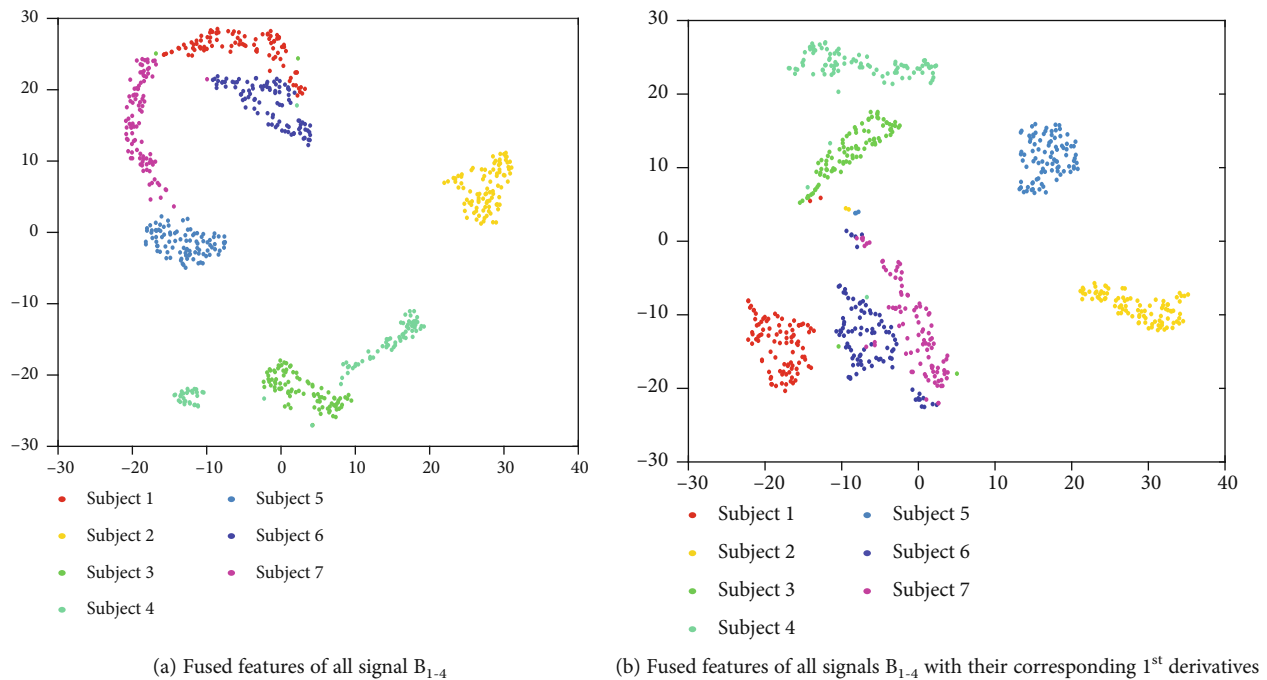 30
20
10
0
−10
−20
−30
−30
−20
−10
0
10
20
30
40
Subject 1
Subject 2
Subject 3
Subject 4
Subject 5
Subject 6
Subject 7
(a) Fused features of all signal B1-4
30
20
10
0
−10
−20
−30
−30
−20
−10
0
10
20
30
40
Subject 1
Subject 2
Subject 3
Subject 4
Subject 5
Subject 6
Subject 7
(b) Fused features of all signals B1-4 with their corresponding 1st derivatives